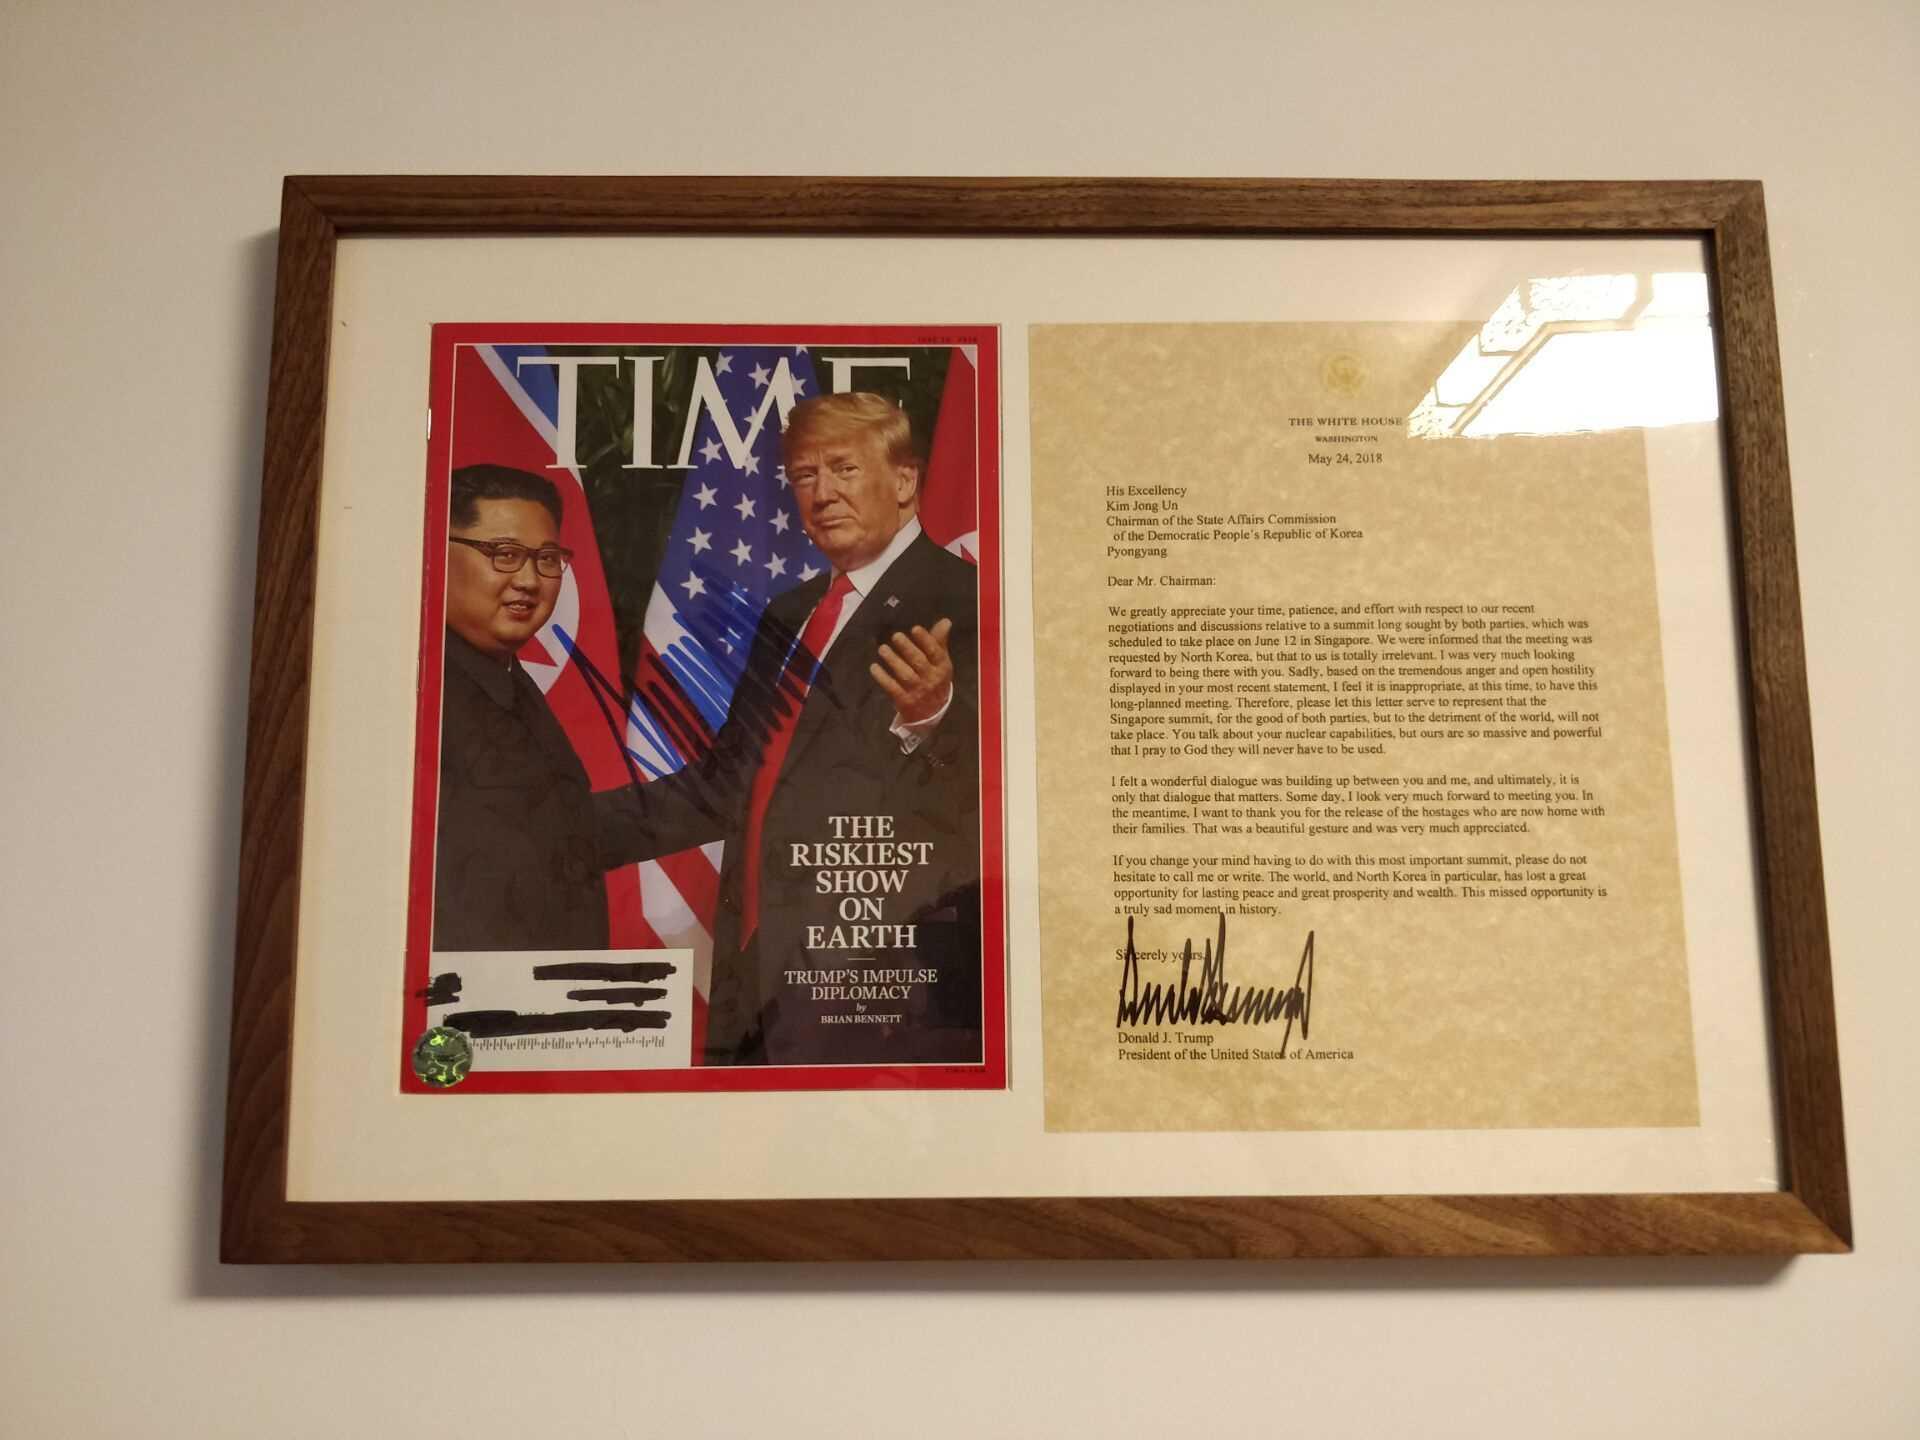 TIME
THE
RISKIEST
SHOW
ON
EARTH
TRUMP'S IMPULSE
DIPLOMACY
by
BRIAN BENNETT
THE WHITE HOUSE
WASHINGTON
May 24, 2018
His Excellency
Kim Jong Un
Chairman of the State Affairs Commission
of the Democratic People's Republic of Korea
Pyongyang
Dear Mr. Chairman:
We greatly appreciate your time, patience, and effort with respect to our recent
negotiations and discussions relative to a summit long sought by both parties, which was
scheduled to take place on June 12 in Singapore. We were informed that the meeting was
requested by North Korea, but that to us is totally irrelevant. I was very much looking
forward to being there with you. Sadly, based on the tremendous anger and open hostility
displayed in your most recent statement, I feel it is inappropriate, at this time, to have this
long-planned meeting. Therefore, please let this letter serve to represent that the
Singapore summit, for the good of both parties, but to the detriment of the world, will not
take place. You talk about your nuclear capabilities, but ours are so massive and powerful
that I pray to God they will never have to be used.
I felt a wonderful dialogue was building up between you and me, and ultimately, it is
only that dialogue that matters. Some day, I look very much forward to meeting you. In
the meantime, I want to thank you for the release of the hostages who are now home with
their families. That was a beautiful gesture and was very much appreciated.
If you change your mind having to do with this most important summit, please do not
hesitate to call me or write. The world, and North Korea in particular, has lost a great
opportunity for lasting peace and great prosperity and wealth. This missed opportunity is
a truly sad moment in history.
Sincerely yours,
Donald J. Trump
President of the United States of America